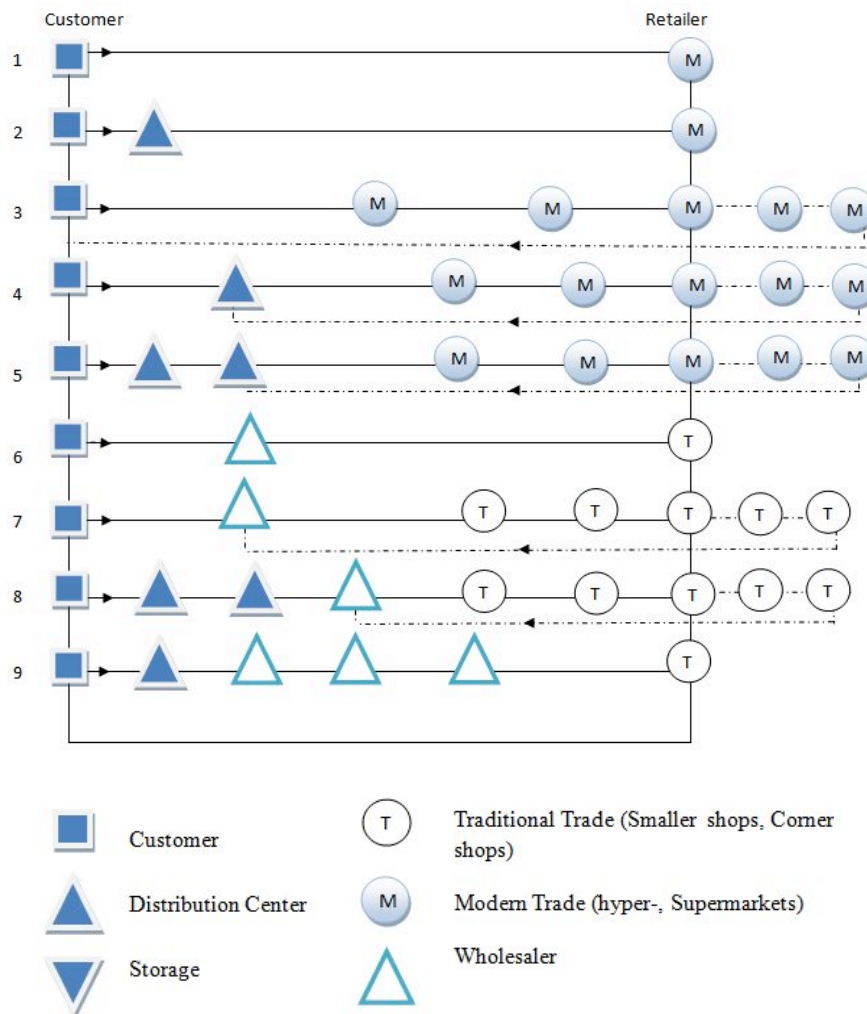 Customer Retailer
1 M
2 M
3 M M M M M
4 M M M M M
5 M M M M M
6 T
7 T T T T T
8 T T T T T
9 T
Customer
T Traditional Trade (Smaller shops, Corner
shops)
Distribution Center
M Modern Trade (hyper-, Supermarkets)
Storage
Wholesaler